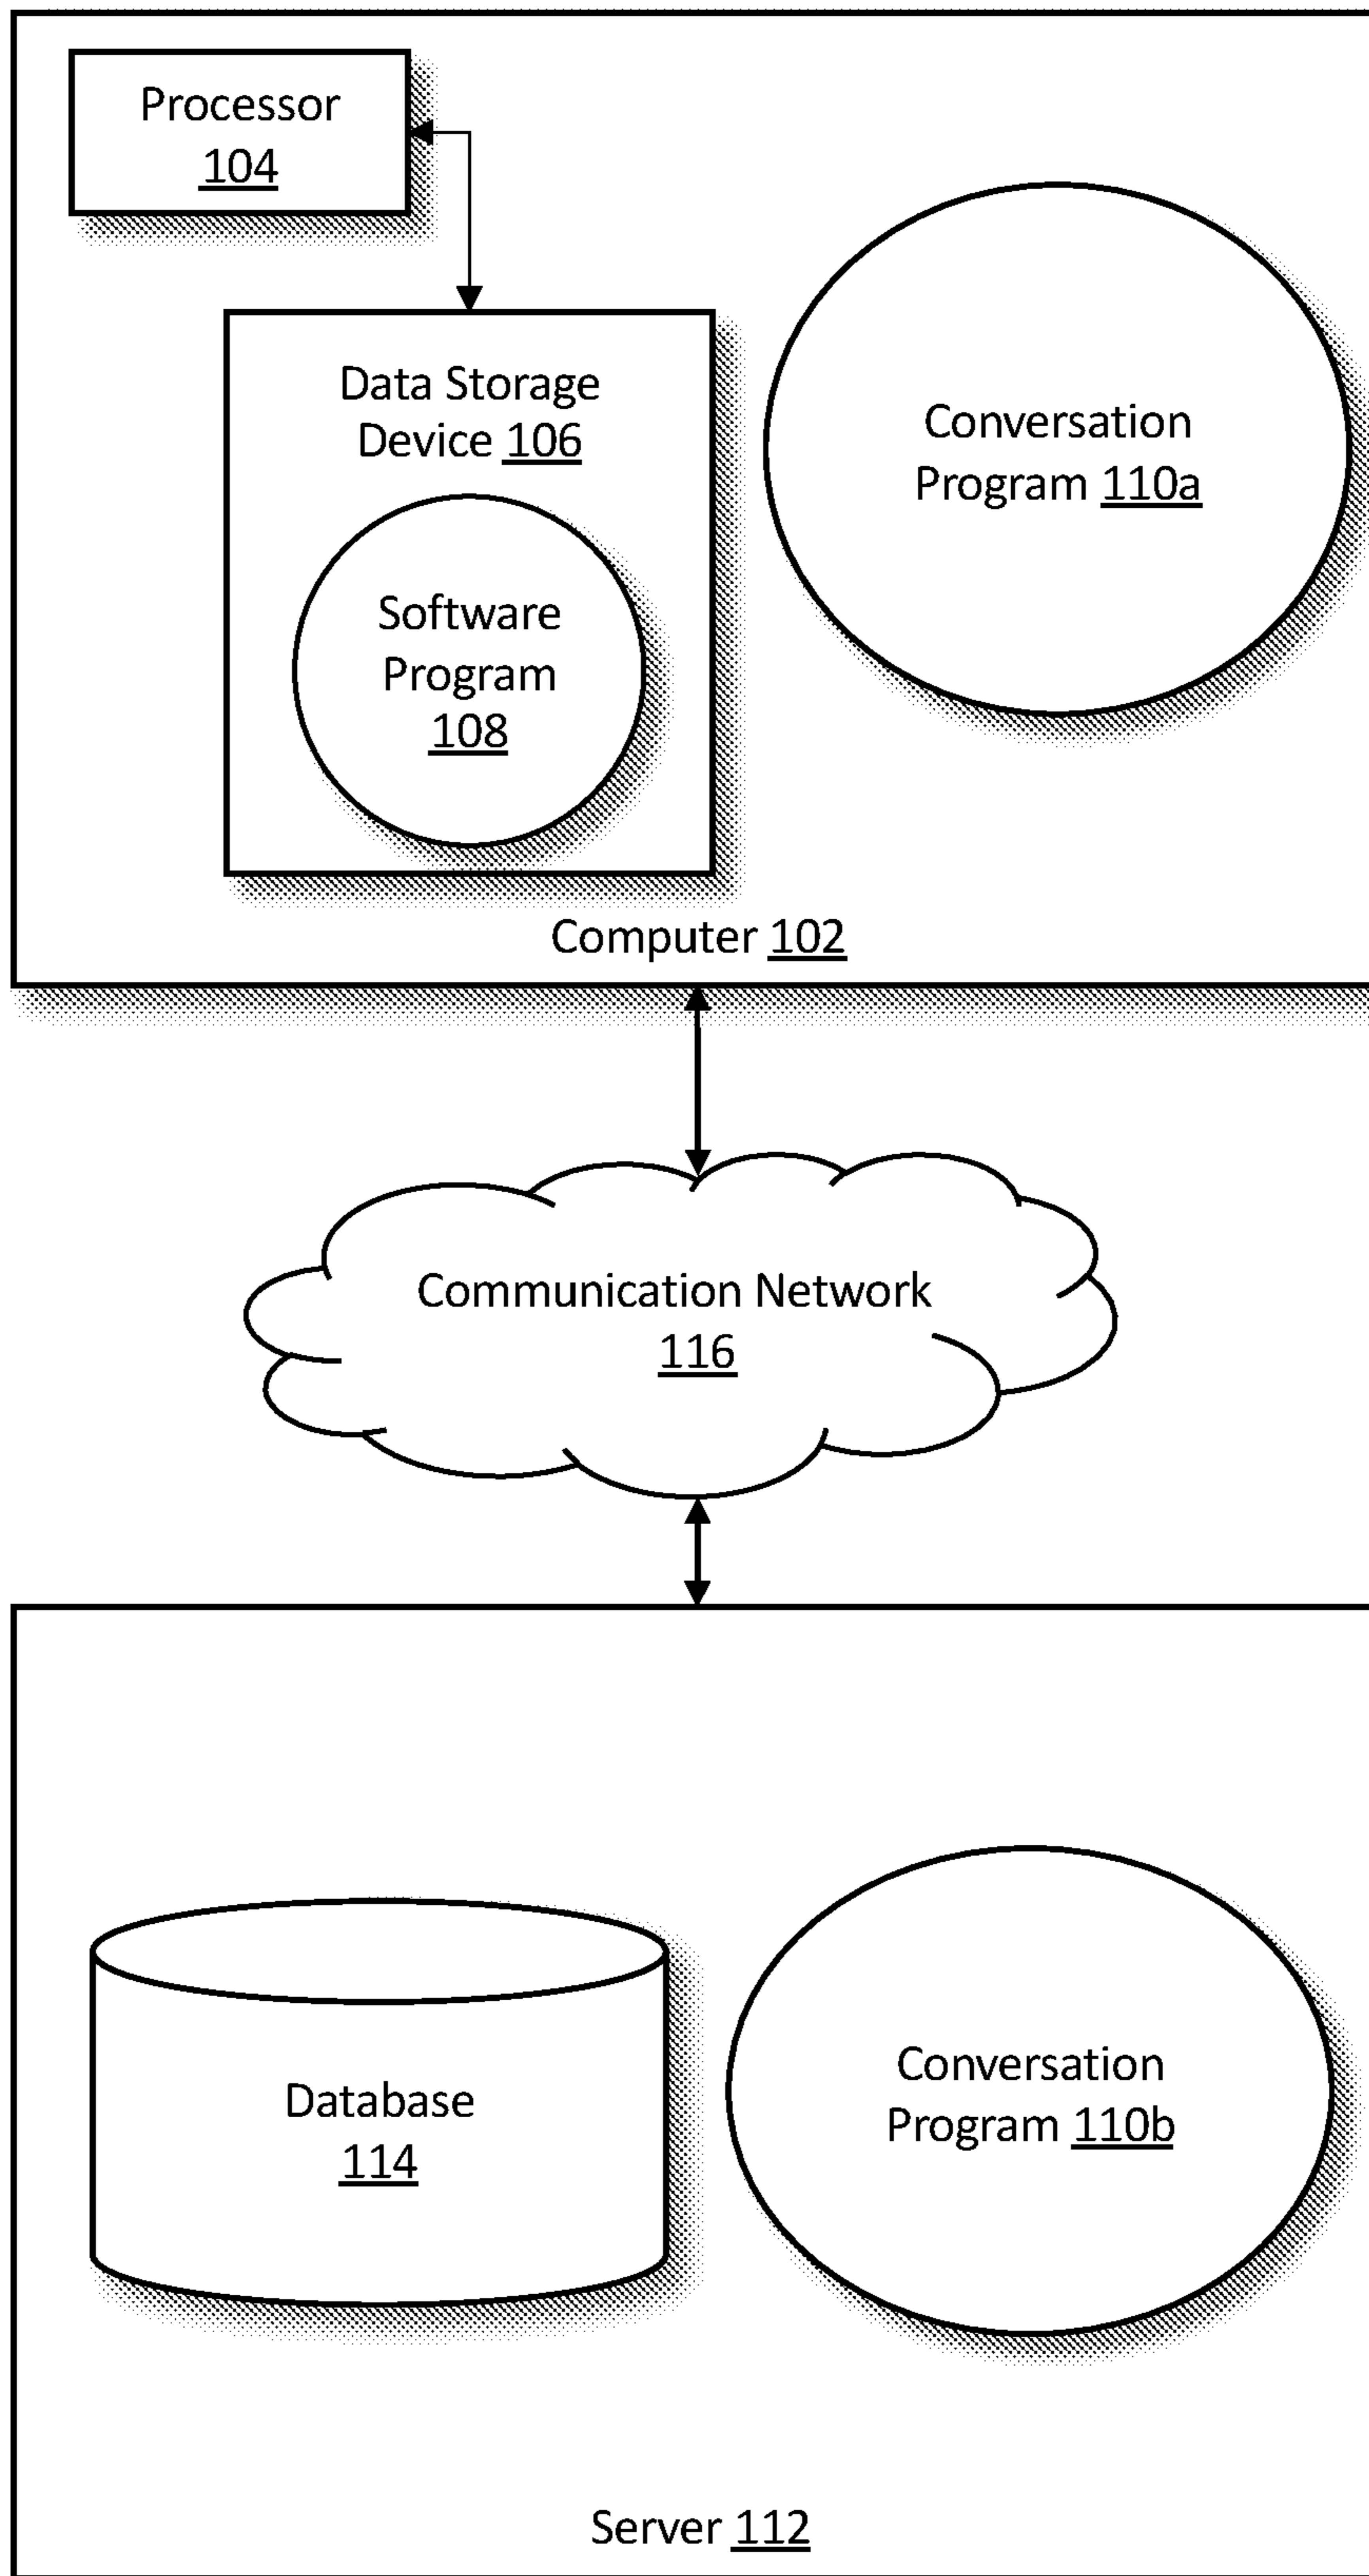 Processor
104
Data Storage
Device 106
Software
Program
108
Conversation
Program 110a
Computer 102
Communication Network
116
Database
114
Conversation
Program 110b
Server 112